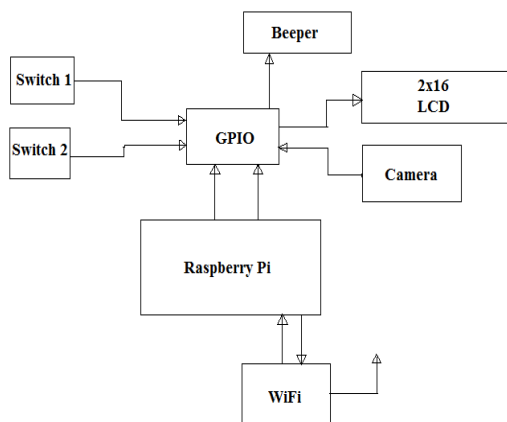 Beeper
Switch 1
2x16
LCD
GPIO
Switch 2
Camera
Raspberry Pi
WiFi